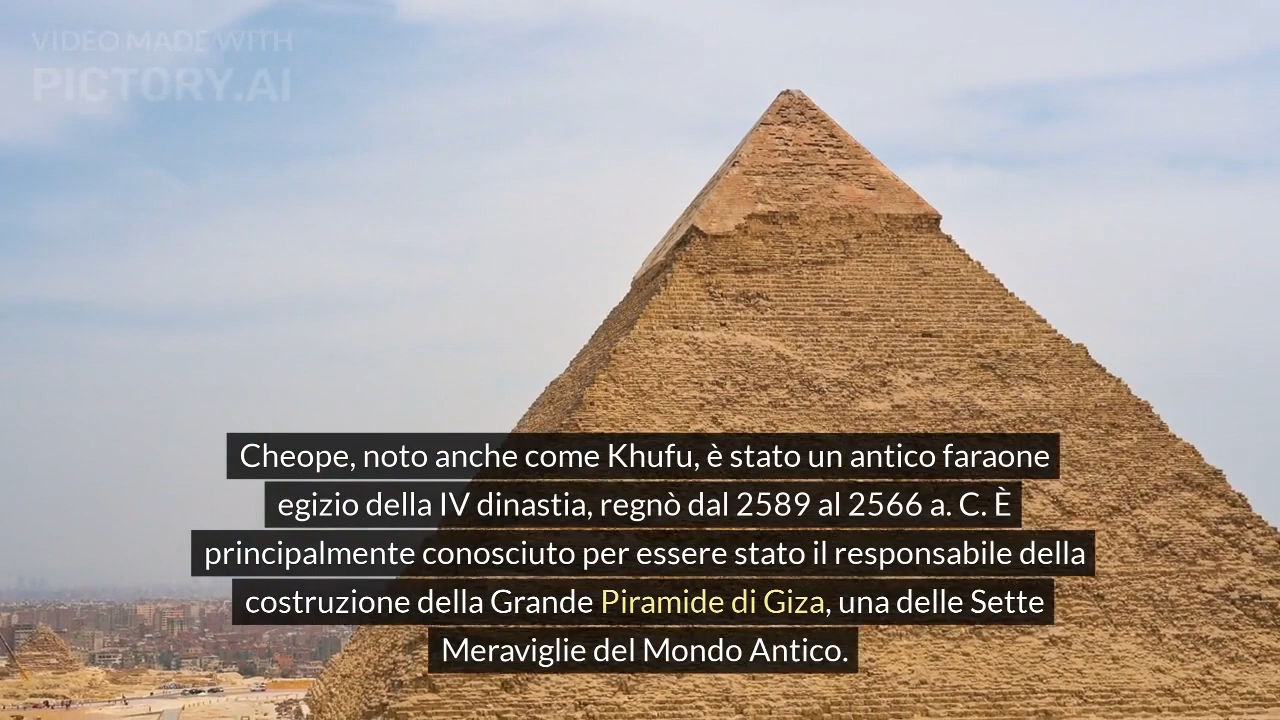 VIDEO MADE WITH
PICTORY.AI
Cheope, noto anche come Khufu, è stato un antico faraone
egizio della IV dinastia, regnò dal 2589 al 2566 a. C. È
principalmente conosciuto per essere stato il responsabile della
costruzione della Grande Piramide di Giza, una delle Sette
Meraviglie del Mondo Antico.